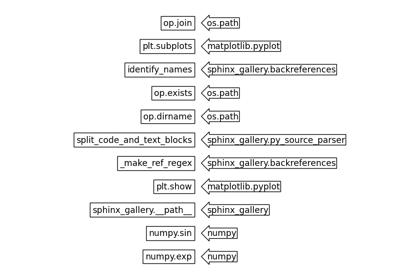 op.join os.path
plt.subplots matplotlib.pyplot
identify_names sphinx_gallery.backreferences
op.exists os.path
op.dirname os.path
split_code_and_text_blocks sphinx_gallery.py_source_parser
_make_ref_regex sphinx_gallery.backreferences
plt.show matplotlib.pyplot
sphinx_gallery.__path__ sphinx_gallery
numpy.sin numpy
numpy.exp numpy